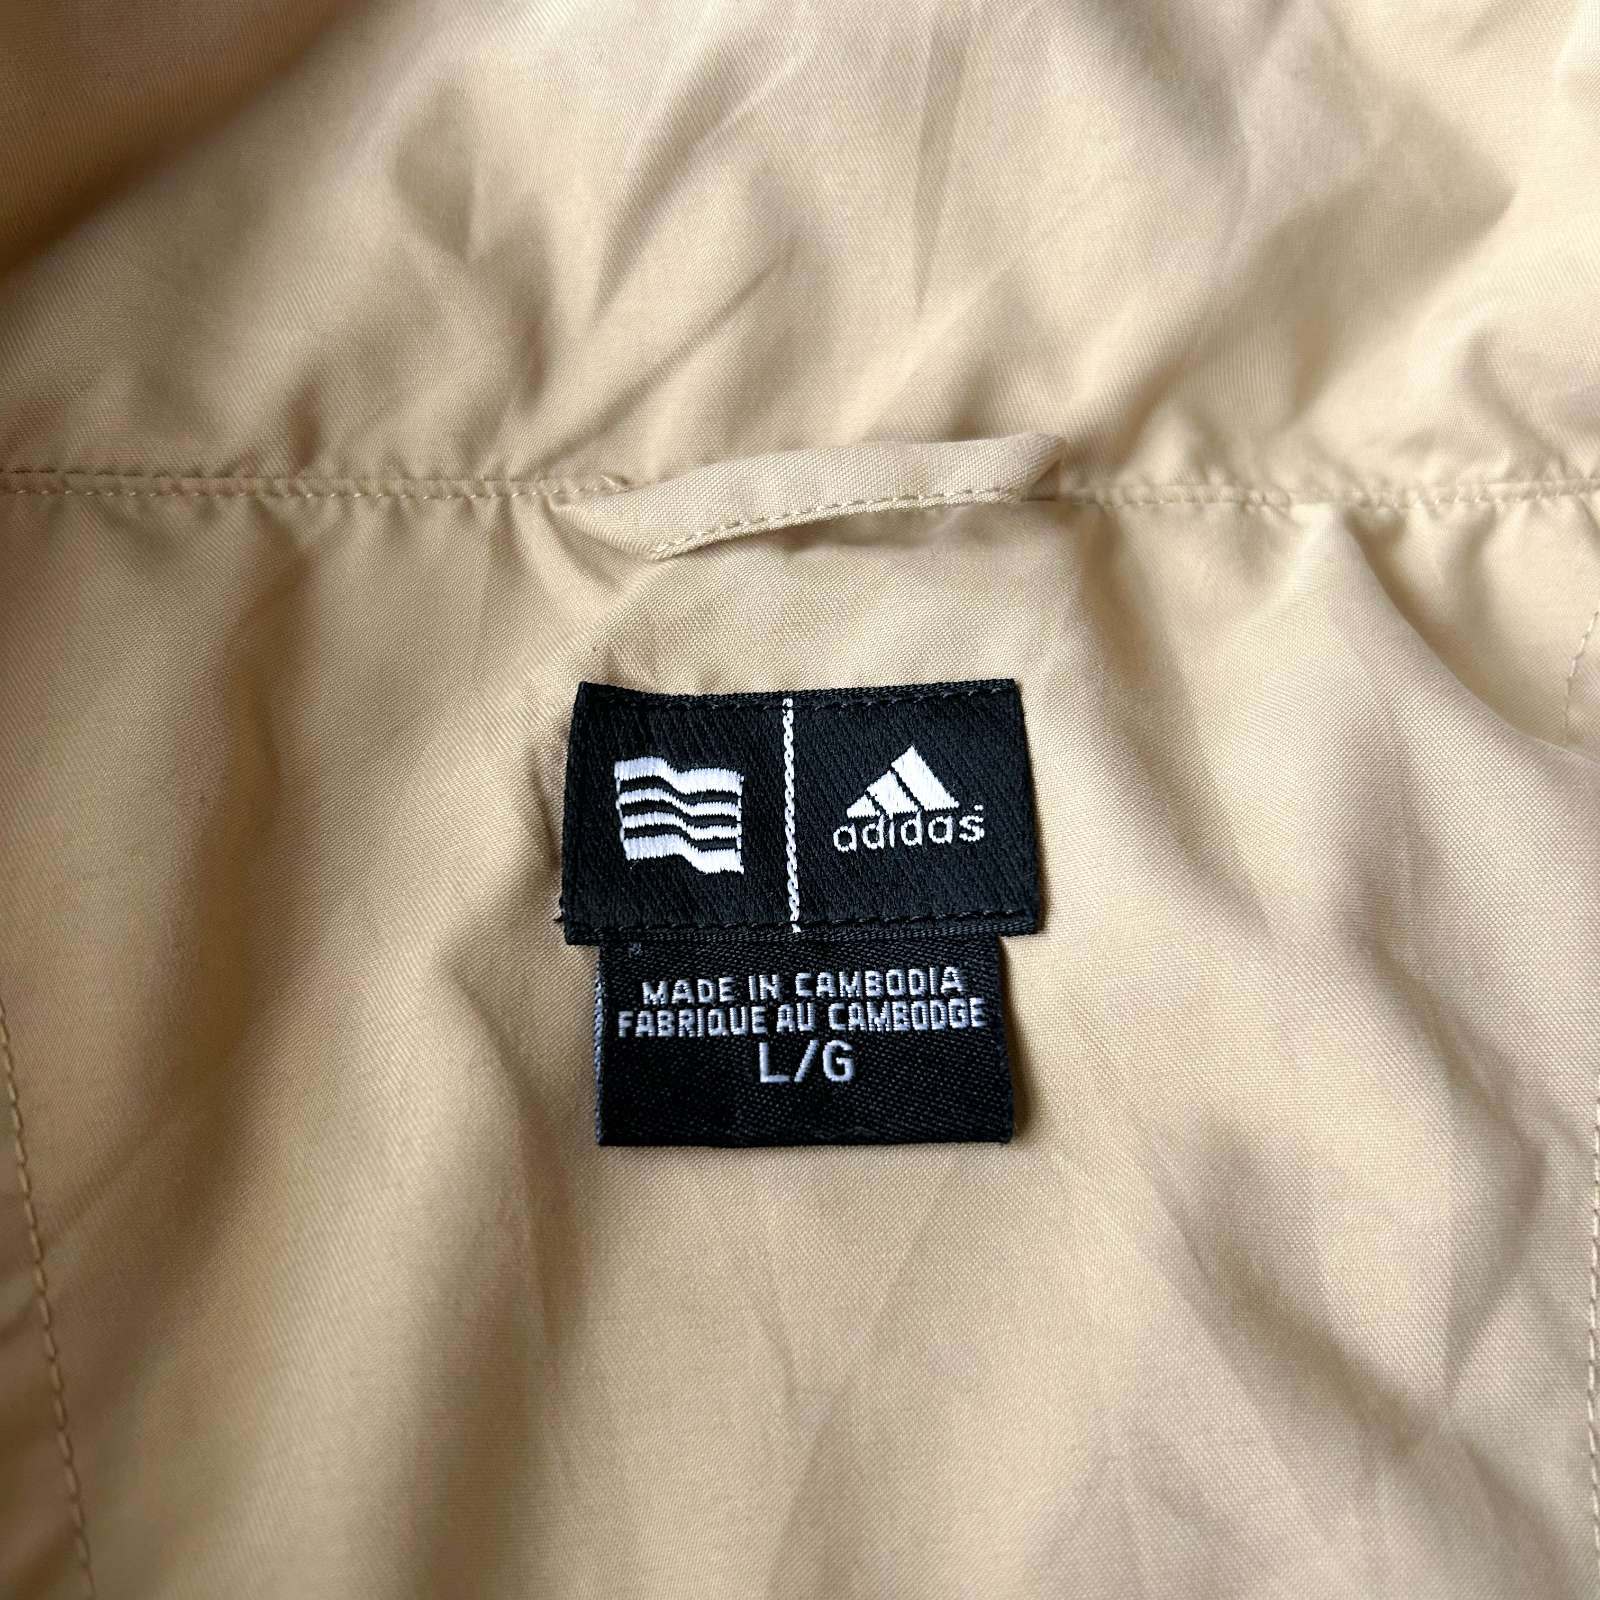 adidas
MADE IN CAMBODIA
FABRIQUE AU CAMBODGE
L/G